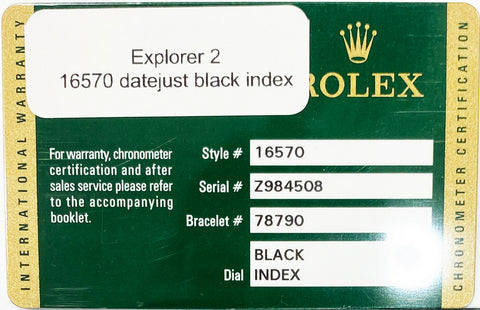 Explorer 2
16570 datejust black index
ROLEX
INTERNATIONAL WARRANTY
For warranty, chronometer
certification and after
sales service please refer
to the accompanying
booklet.
Style # 16570
Serial # Z984508
Bracelet # 78790
Dial BLACK
INDEX
CHRONOMETER CERTIFICATION